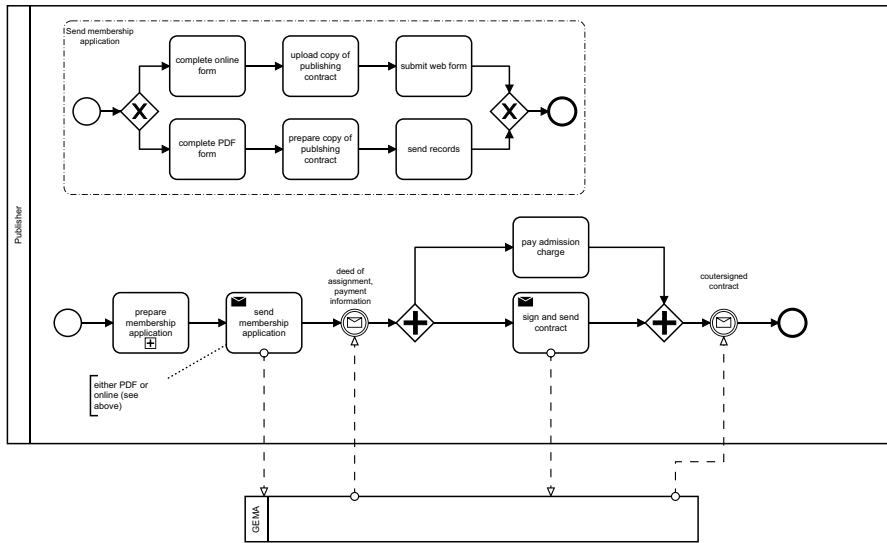 Send membership
application
complete online
form
upload copy of
publishing
contract
submit web form
complete PDF
form
prepare copy of
publshing
contract
send records
Publisher
pay admission
charge
deed of
assignment,
payment
information
coutersigned
contract
prepare
membership
application
send
membership
application
sign and send
contract
either PDF or
online (see
above)
GEMA